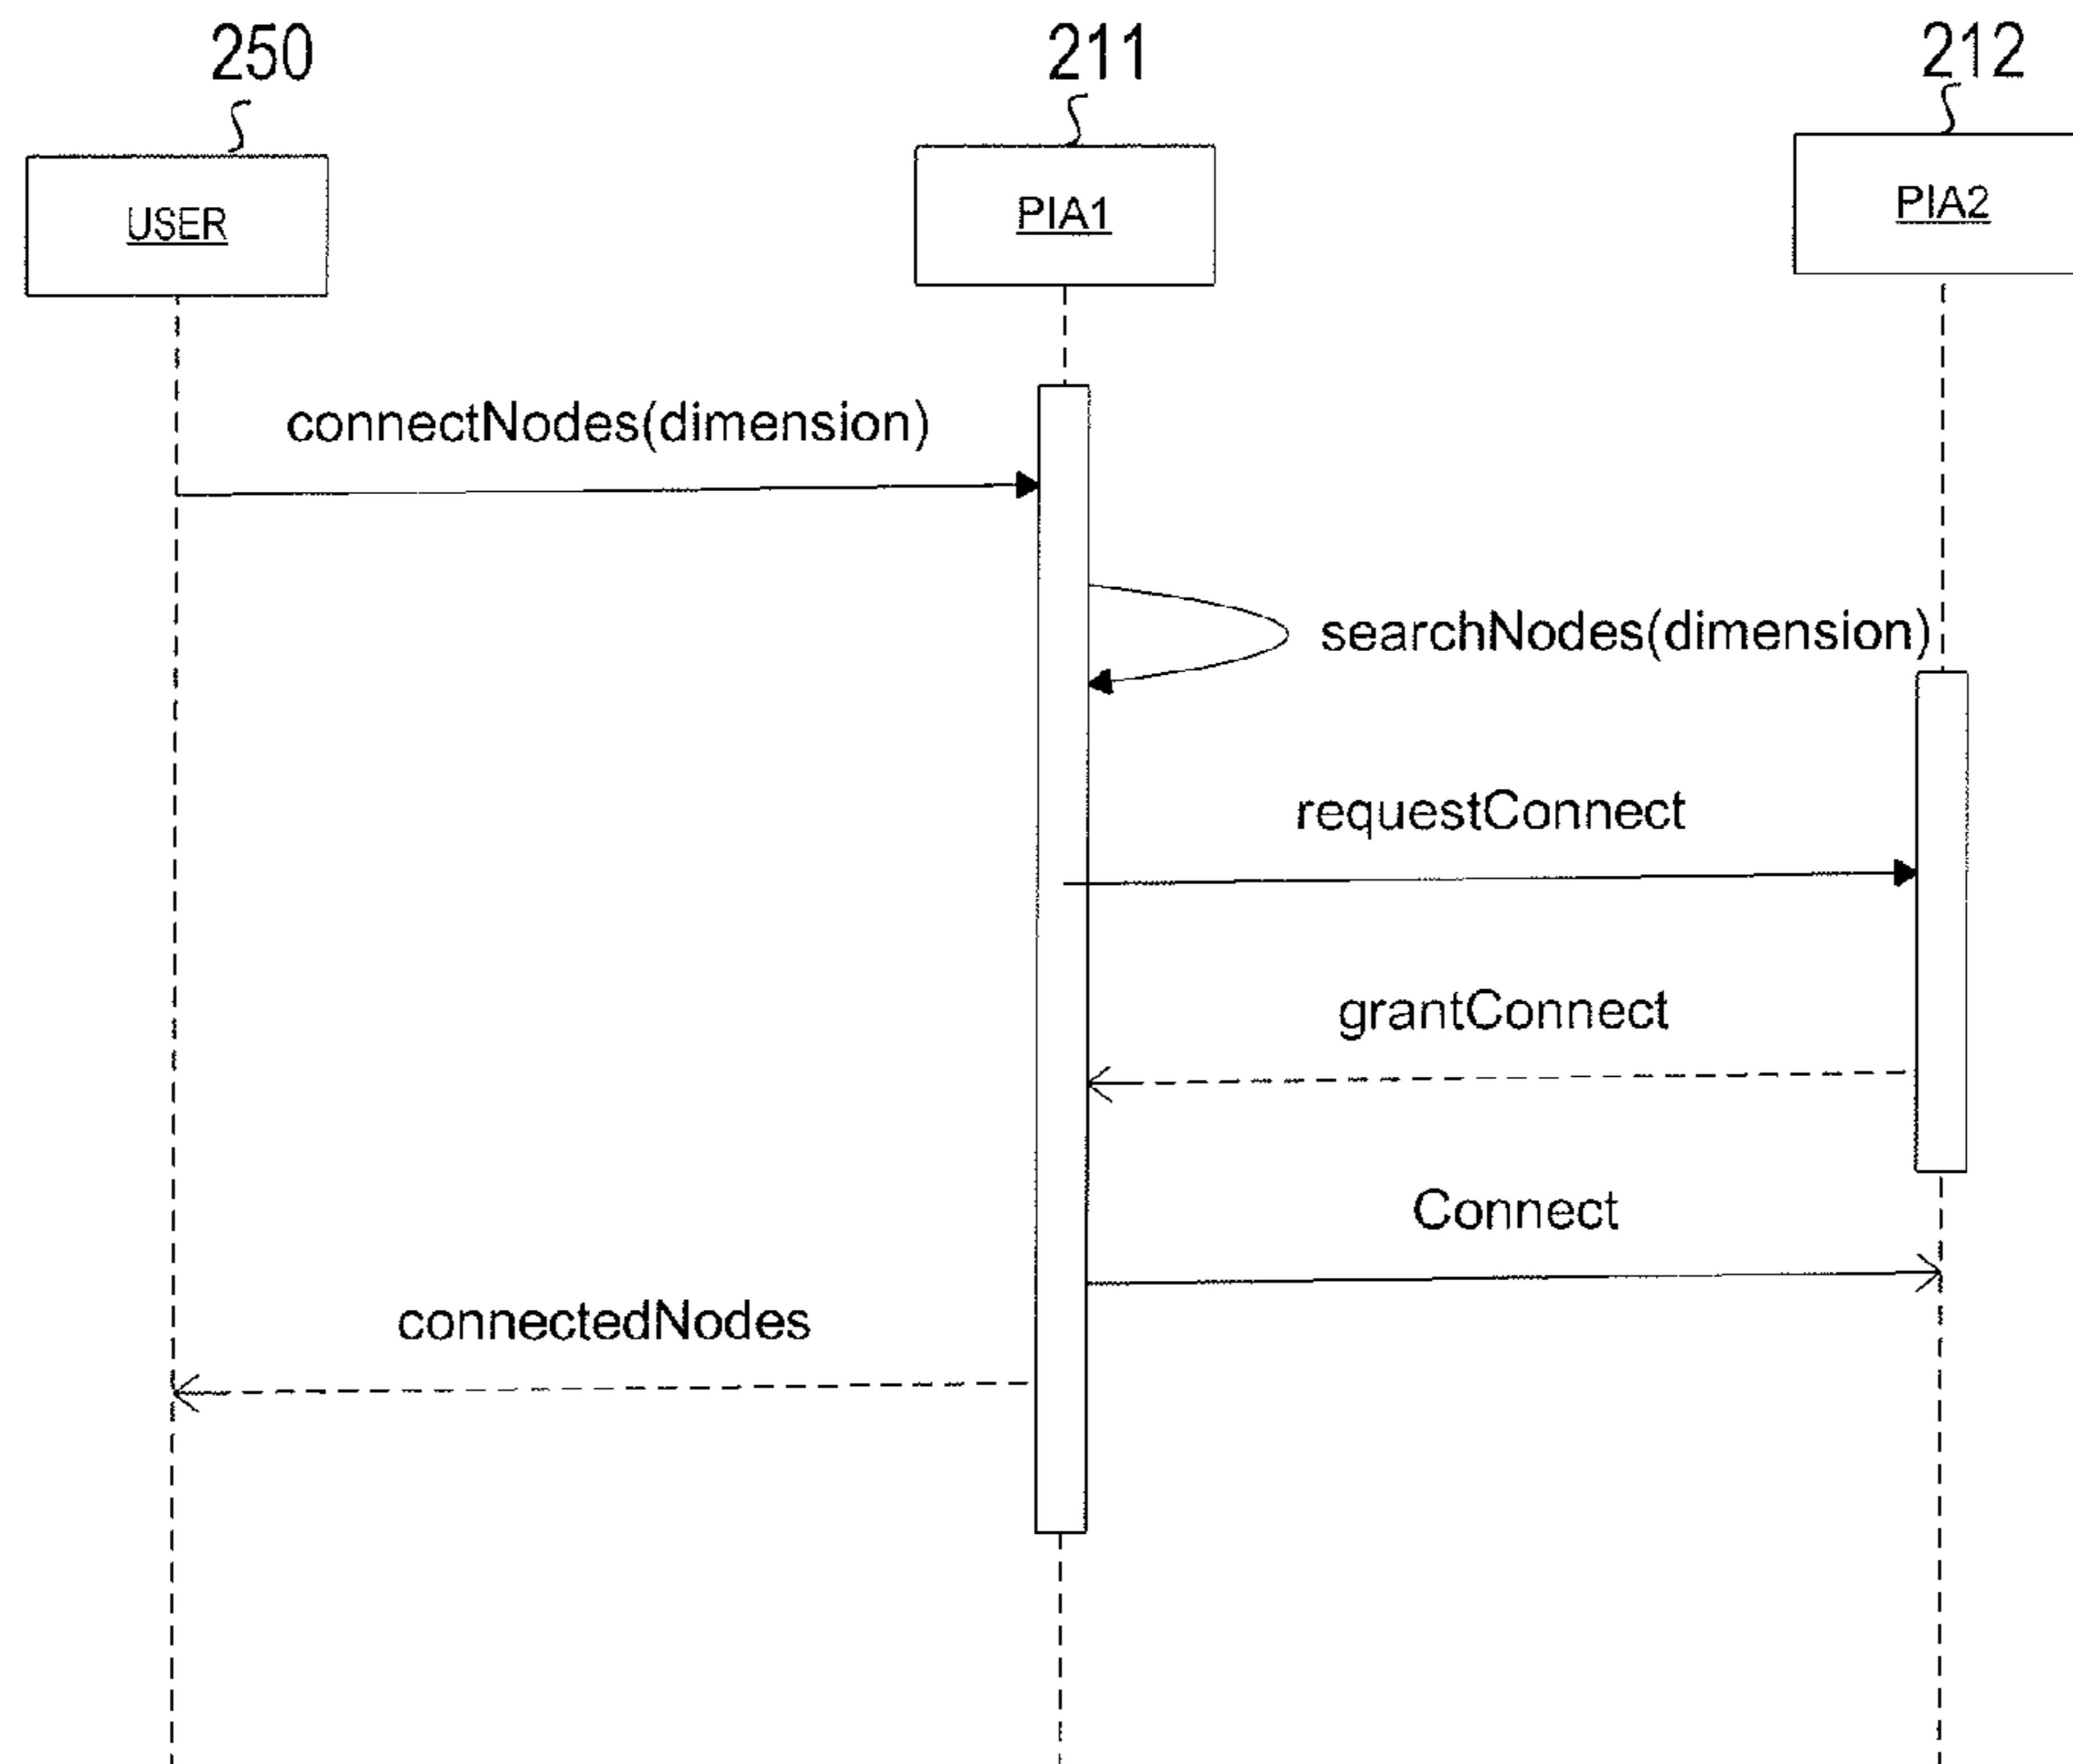 250
211
212
USER
PIA1
PIA2
connectNodes(dimension)
searchNodes(dimension)
requestConnect
grantConnect
Connect
connectedNodes